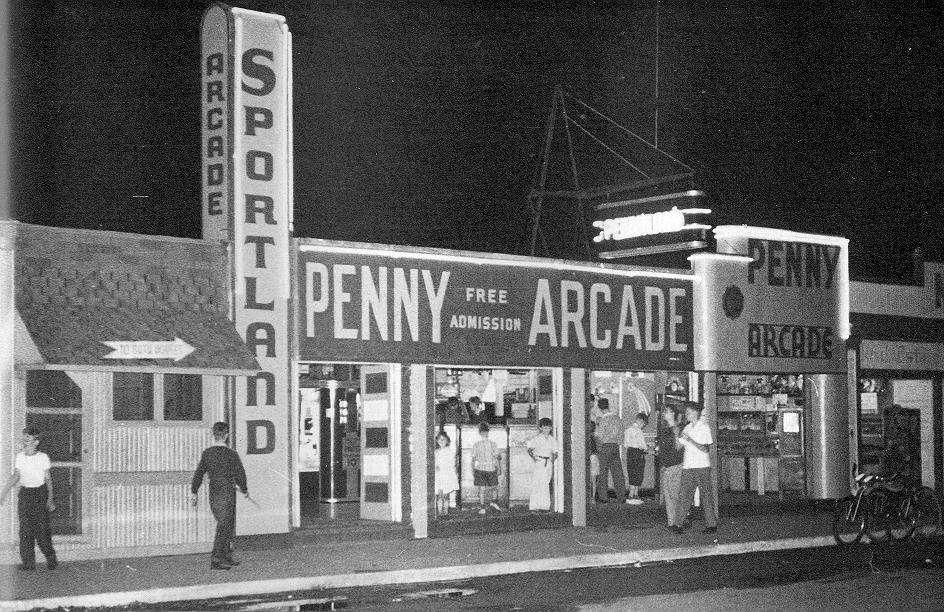 ARCADE
SPORTLAND
PENNY FREE ADMISSION ARCADE
PENNY
ARCADE